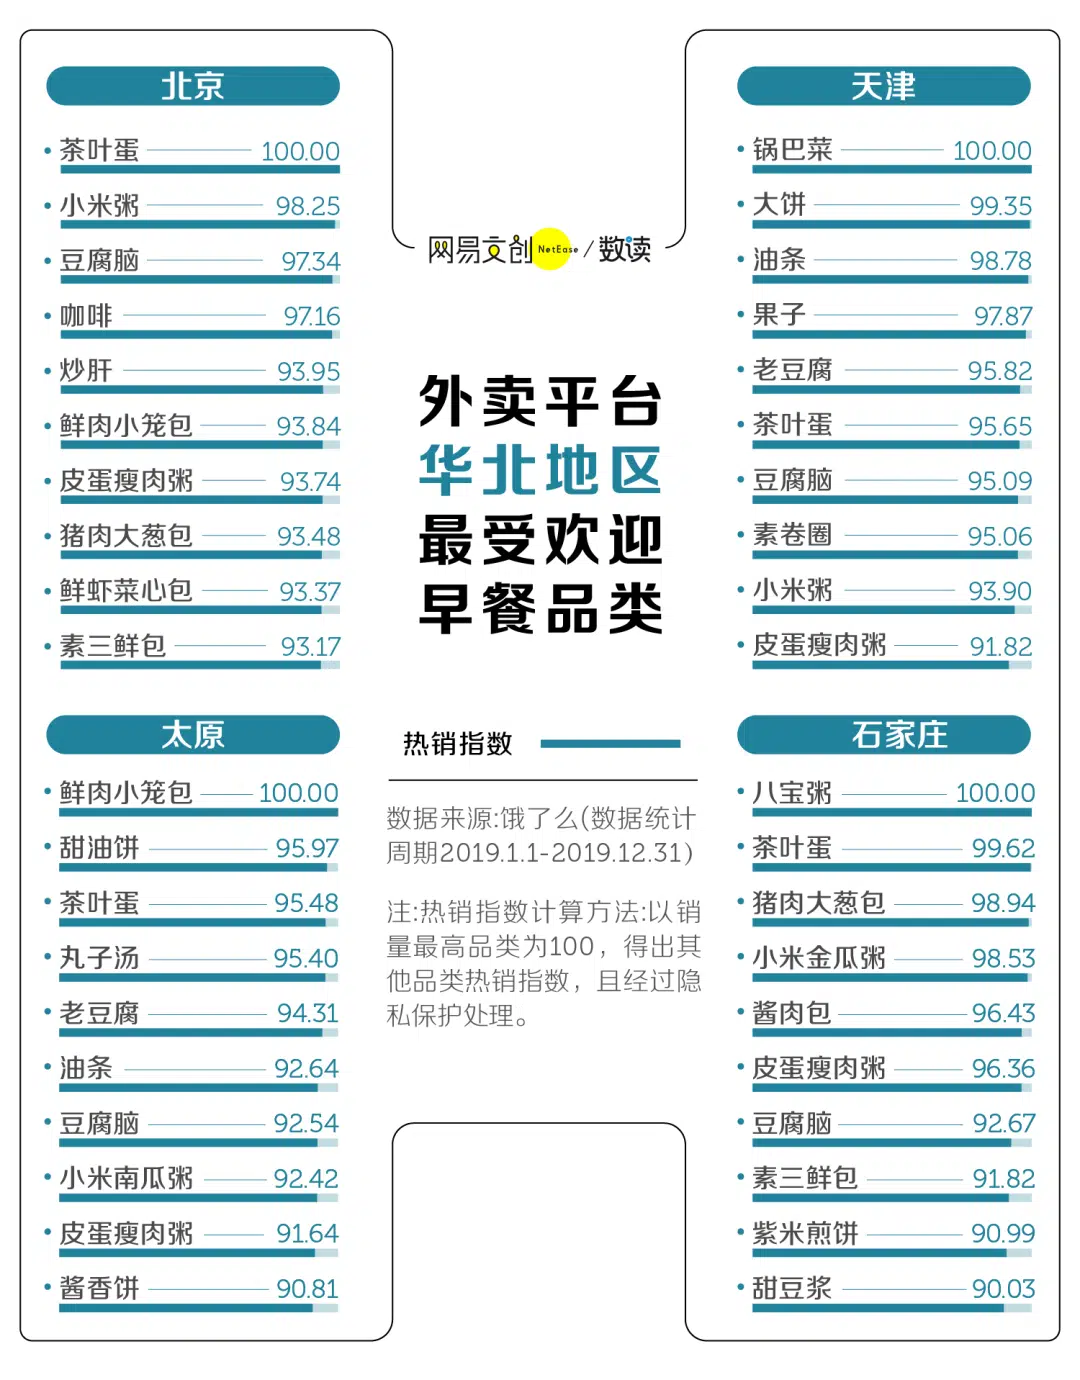 北京
茶叶蛋 100.00
小米粥 98.25
豆腐脑 97.34
咖啡 97.16
炒肝 93.95
鲜肉小笼包 93.84
皮蛋瘦肉粥 93.74
猪肉大葱包 93.48
鲜虾菜心包 93.37
素三鲜包 93.17
天津
锅巴菜 100.00
大饼 99.35
油条 98.78
果子 97.87
老豆腐 95.82
茶叶蛋 95.65
豆腐脑 95.09
素卷圈 95.06
小米粥 93.90
皮蛋瘦肉粥 91.82
网易文创 NetEase / 数读
外卖平台
华北地区
最受欢迎
早餐品类
热销指数
数据来源:饿了么(数据统计
周期2019.1.1-2019.12.31)
注:热销指数计算方法:以销
量最高品类为100，得出其
他品类热销指数，且经过隐
私保护处理。
太原
鲜肉小笼包 100.00
甜油饼 95.97
茶叶蛋 95.48
丸子汤 95.40
老豆腐 94.31
油条 92.64
豆腐脑 92.54
小米南瓜粥 92.42
皮蛋瘦肉粥 91.64
酱香饼 90.81
石家庄
八宝粥 100.00
茶叶蛋 99.62
猪肉大葱包 98.94
小米金瓜粥 98.53
酱肉包 96.43
皮蛋瘦肉粥 96.36
豆腐脑 92.67
素三鲜包 91.82
紫米煎饼 90.99
甜豆浆 90.03